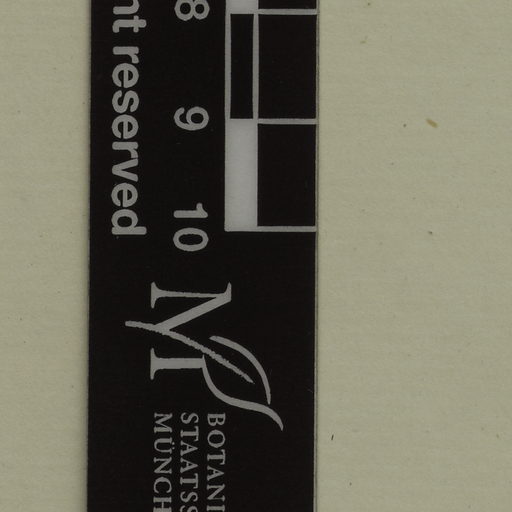 nt reserved
8 9 10
M
BOTANI
STAATSS
MÜNCH